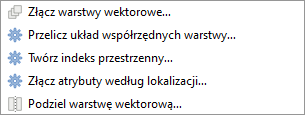 Złącz warstwy wektorowe...
Przelicz układ współrzędnych warstwy...
Twórz indeks przestrzenny...
Złącz atrybuty według lokalizacji...
Podziel warstwę wektorową...